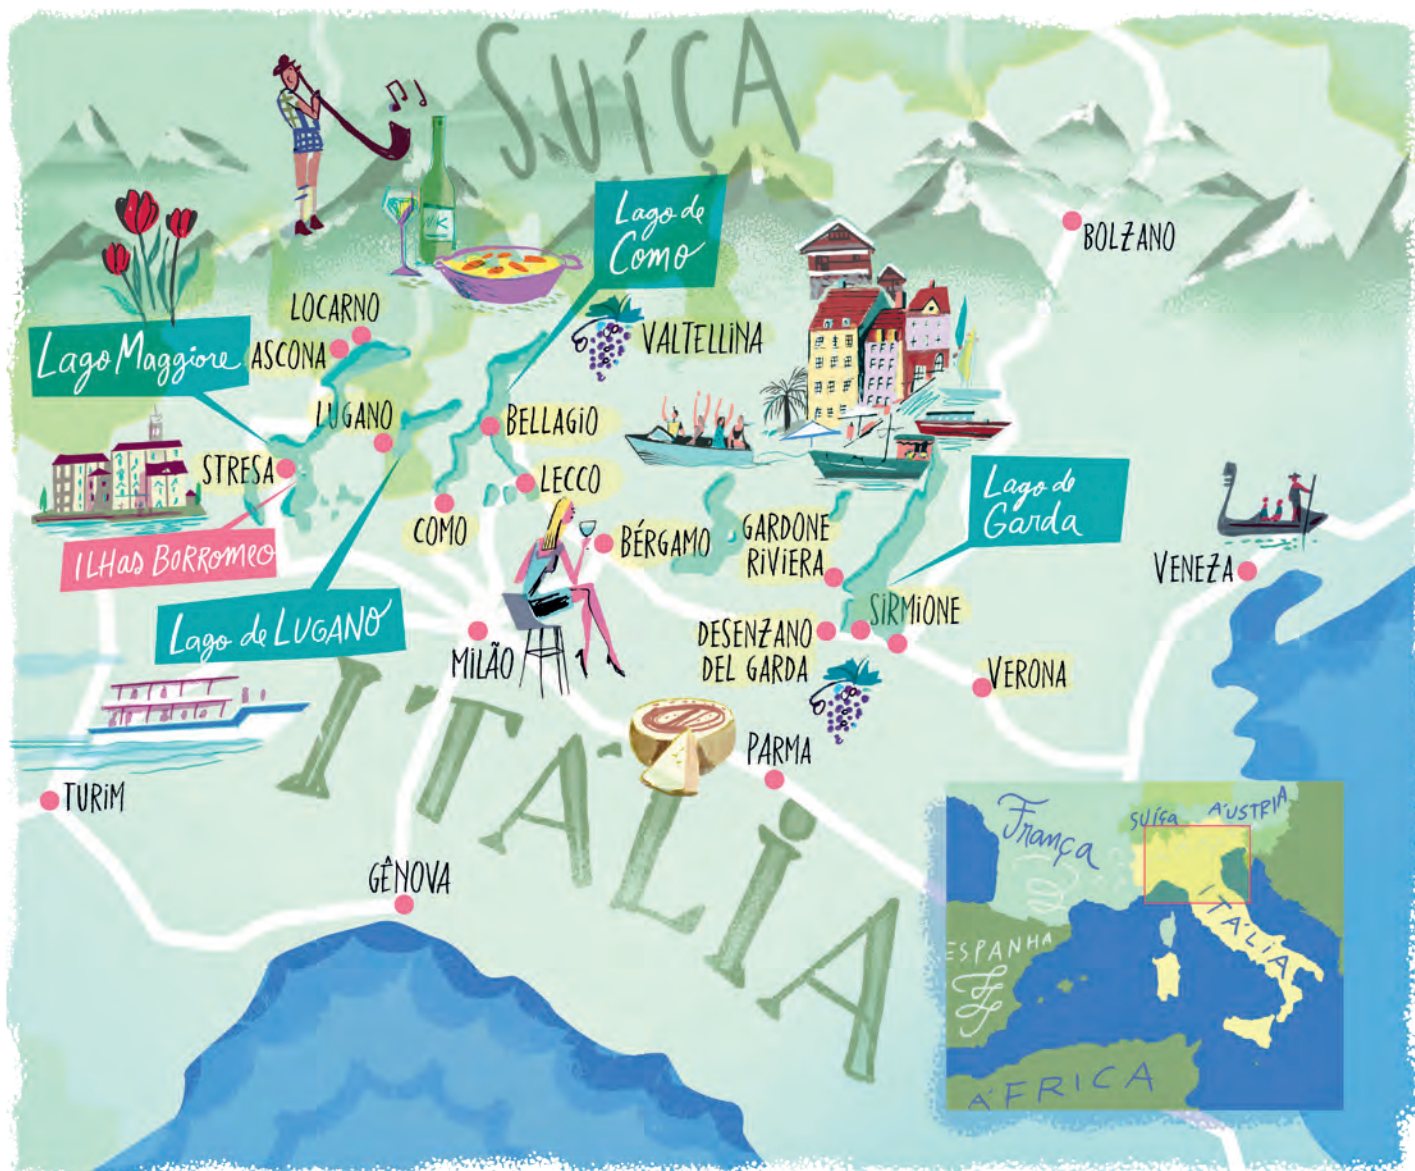 SUÍÇA
Lago de
Como
BOLZANO
LOCARNO
ASCONA
Lago Maggiore
VALTELLINA
LUGANO
BELLAGIO
STRESA
LECCO
COMO
Lago de
Garda
ILHAS BORROMEO
BÉRGAMO
GARDONE
RIVIERA
VENEZA
Lago de LUGANO
SIRMIONE
MILÃO
DESENZANO
DEL GARDA
VERONA
ITÁLIA
PARMA
TURIM
GÊNOVA
França
SUÍÇA
ÁUSTRIA
ITÁLIA
ESPANHA
ÁFRICA